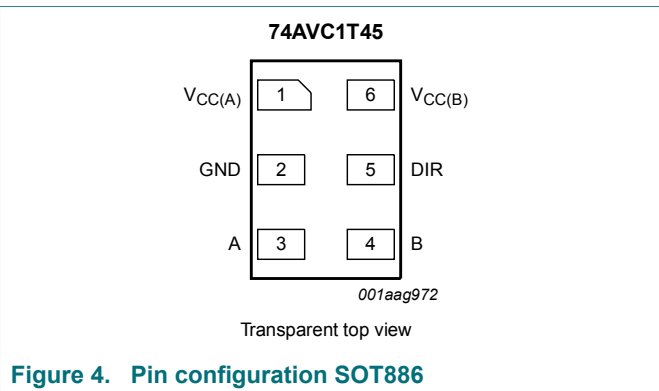 74AVC1T45
VCC(A) 1 6 VCC(B)
GND 2 5 DIR
A 3 4 B
001aag972
Transparent top view
Figure 4. Pin configuration SOT886